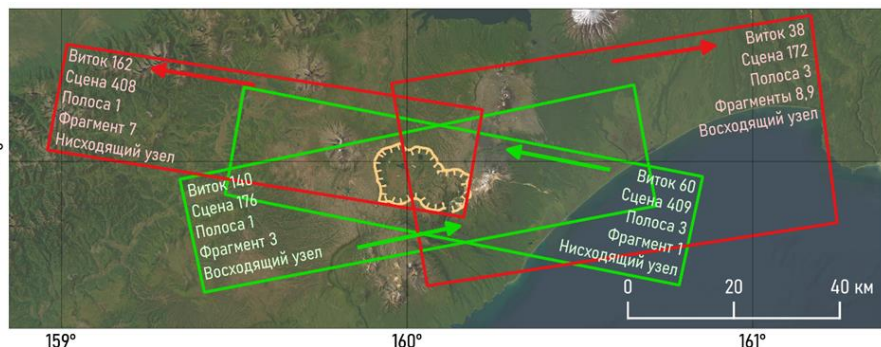 Виток 162
Сцена 408
Полоса 1
Фрагмент 7
Нисходящий узел
Виток 38
Сцена 172
Полоса 3
Фрагменты 8,9
Восходящий узел
Виток 140
Сцена 176
Полоса 1
Фрагмент 3
Восходящий узел
Виток 60
Сцена 409
Полоса 3
Фрагмент 1
Нисходящий узел
0 20 40 км
159° 160° 161°